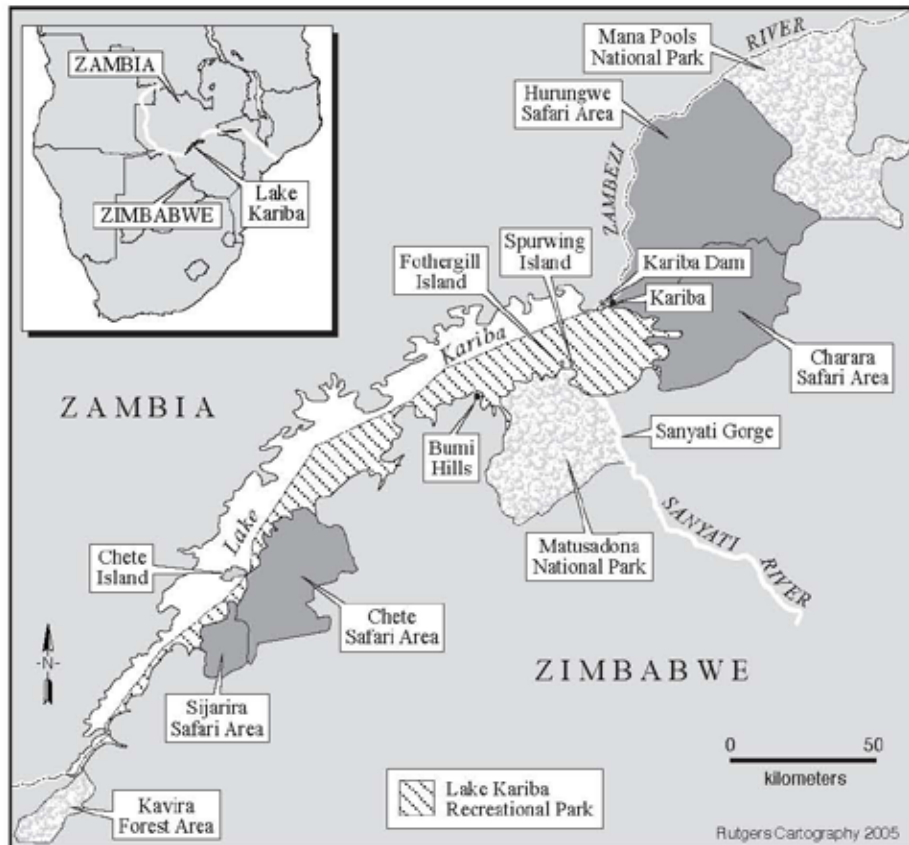 ZAMBIA
ZIMBABWE
Lake
Kariba
Mana Pools
National Park
RIVER
Hurungwe
Safari Area
ZAMBEZI
Spurwing
Island
Fothergill
Island
Kariba Dam
Kariba
Kariba
Charara
Safari Area
ZAMBIA
Bumi
Hills
Sanyati Gorge
SANYATI
RIVER
Matusadona
National Park
Lake
Chete
Island
Chete
Safari Area
N
ZIMBABWE
Sijarira
Safari Area
0 50
kilometers
Lake Kariba
Recreational Park
Kavira
Forest Area
Rutgers Cartography 2005